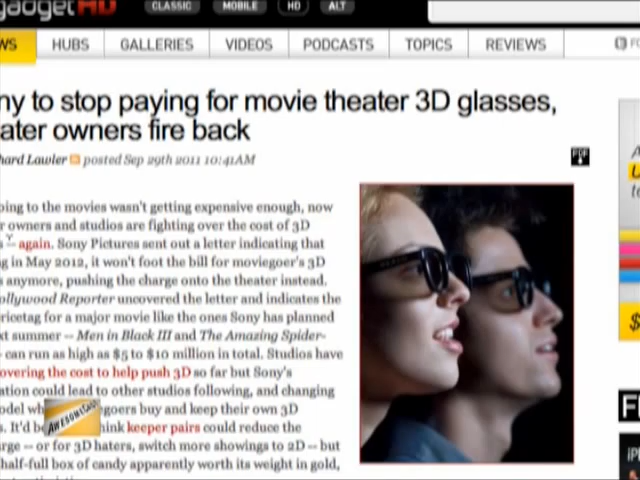 gadget HD
CLASSIC MOBILE HD ALT
WS HUBS GALLERIES VIDEOS PODCASTS TOPICS REVIEWS FO
ny to stop paying for movie theater 3D glasses,
ater owners fire back
hard Lawler posted Sep 29th 2011 10:41AM
PDF
oing to the movies wasn't getting expensive enough, now
r owners and studios are fighting over the cost of 3D
s -- again. Sony Pictures sent out a letter indicating that
g in May 2012, it won't foot the bill for moviegoer's 3D
s anymore, pushing the charge onto the theater instead.
ollywood Reporter uncovered the letter and indicates the
ricetag for a major movie like the ones Sony has planned
xt summer -- Men in Black III and The Amazing Spider-
- can run as high as $5 to $10 million in total. Studios have
overing the cost to help push 3D so far but Sony's
ation could lead to other studios following, and changing
odel wh goers buy and keep their own 3D
s. It'd be hink keeper pairs could reduce the
rge -- or for 3D haters, switch more showings to 2D -- but
half-full box of candy apparently worth its weight in gold,
A
U
to
$
F
iP